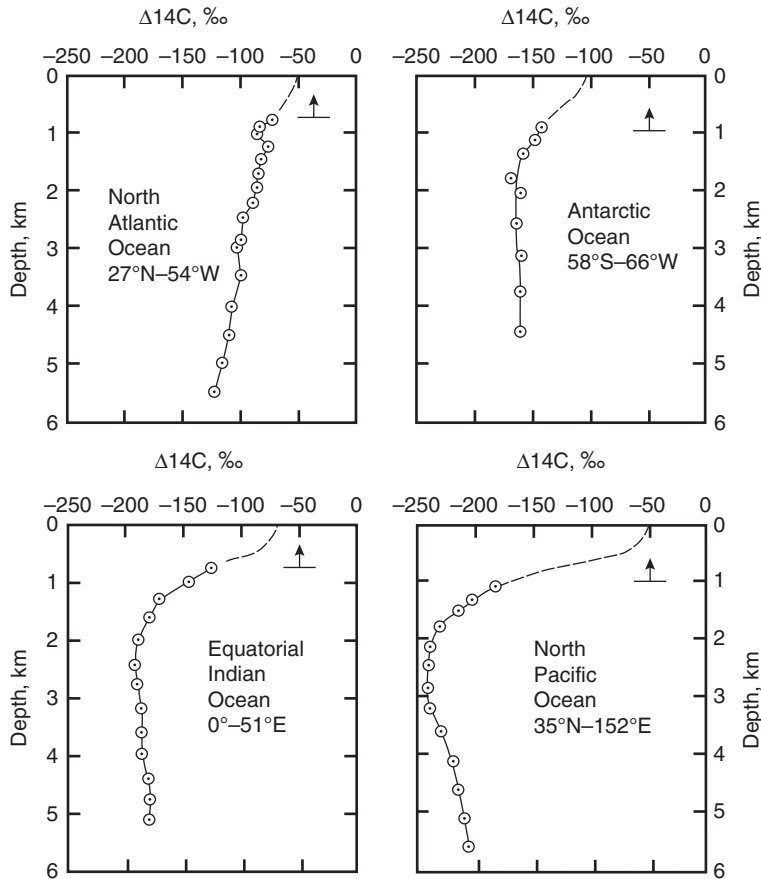 Δ14C, ‰
–250 –200 –150 –100 –50 0
0
1
2
3
4
5
6
Depth, km
North
Atlantic
Ocean
27°N–54°W
Δ14C, ‰
–250 –200 –150 –100 –50 0
0
1
2
3
4
5
6
Depth, km
Antarctic
Ocean
58°S–66°W
Δ14C, ‰
–250 –200 –150 –100 –50 0
0
1
2
3
4
5
6
Depth, km
Equatorial
Indian
Ocean
0°–51°E
Δ14C, ‰
–250 –200 –150 –100 –50 0
0
1
2
3
4
5
6
Depth, km
North
Pacific
Ocean
35°N–152°E